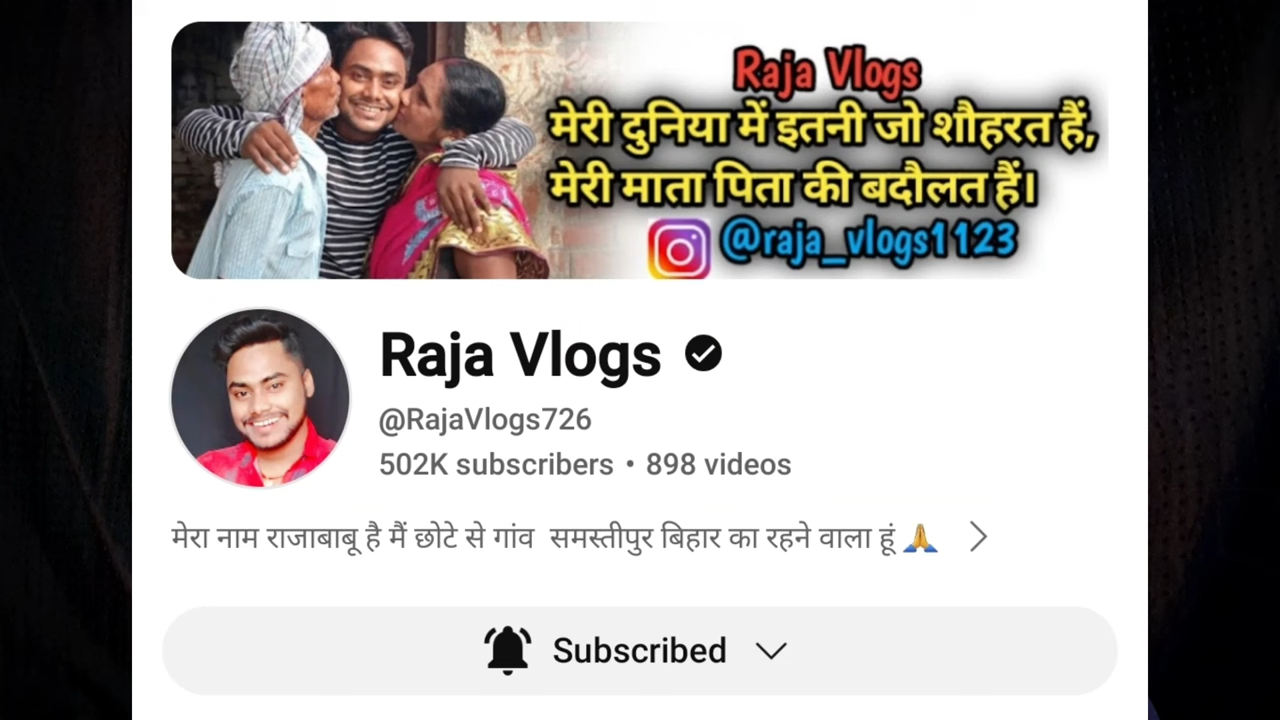 Raja Vlogs
मेरी दुनिया में इतनी जो शौहरत हैं,
मेरी माता पिता की बदौलत हैं।
@raja_vlogs1123
Raja Vlogs
@RajaVlogs726
502K subscribers • 898 videos
मेरा नाम राजाबाबू है मैं छोटे से गांव समस्तीपुर बिहार का रहने वाला हूं 🙏
Subscribed